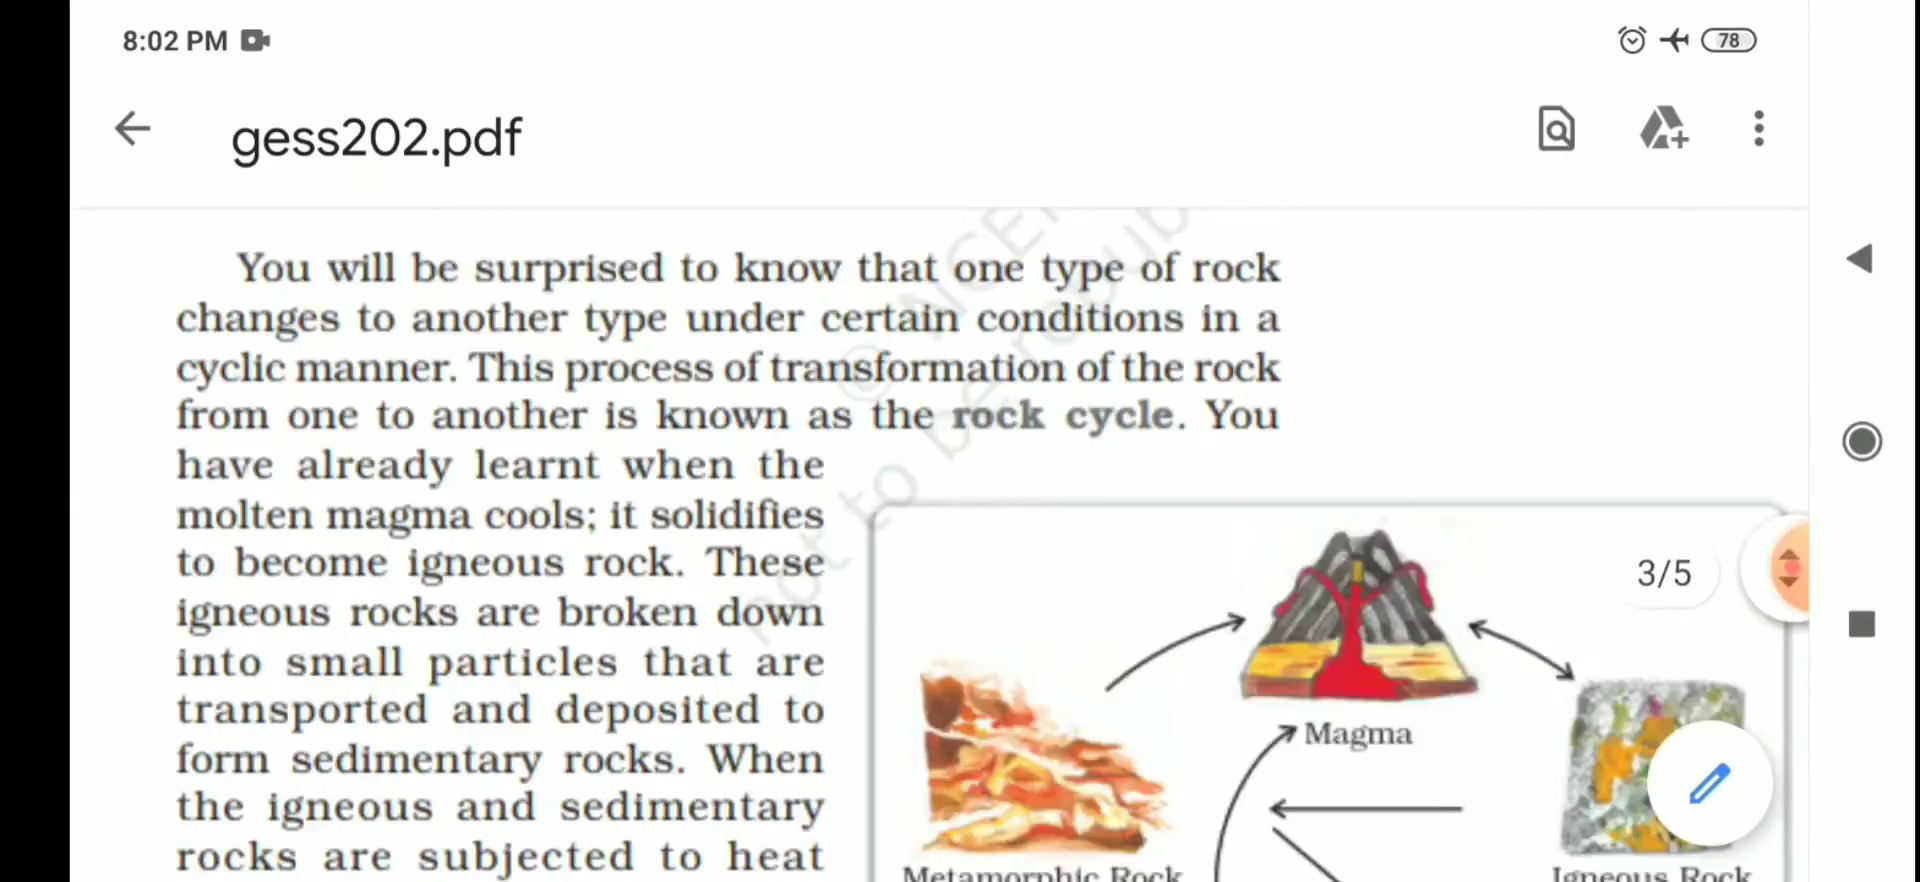 8:02 PM
78
gess202.pdf
You will be surprised to know that one type of rock
changes to another type under certain conditions in a
cyclic manner. This process of transformation of the rock
from one to another is known as the rock cycle. You
have already learnt when the
molten magma cools; it solidifies
to become igneous rock. These
igneous rocks are broken down
into small particles that are
transported and deposited to
form sedimentary rocks. When
the igneous and sedimentary
rocks are subjected to heat
3/5
Magma
Metamorphic Rock
Igneous Rock
not to be